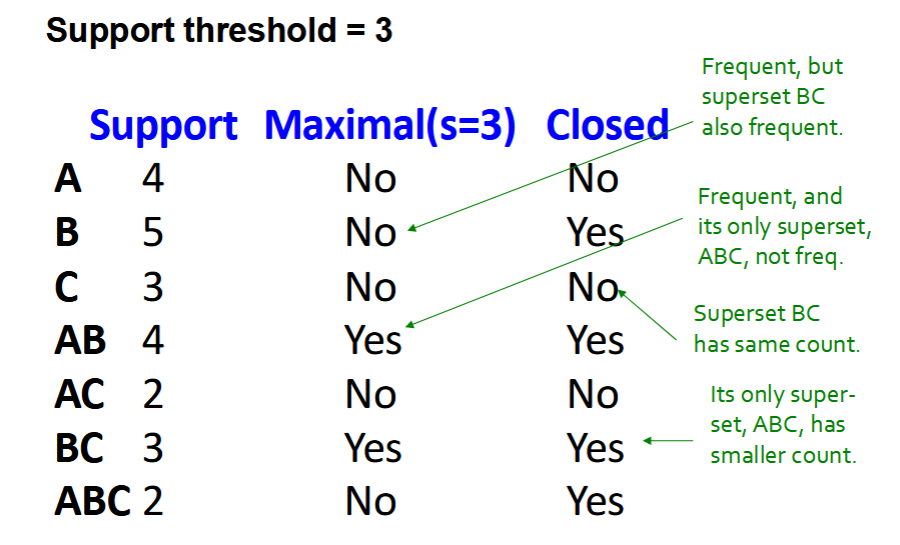 Support threshold = 3
Support Maximal(s=3) Closed
A 4 No No
B 5 No Yes
C 3 No No
AB 4 Yes Yes
AC 2 No No
BC 3 Yes Yes
ABC 2 No Yes
Frequent, but
superset BC
also frequent.
Frequent, and
its only superset,
ABC, not freq.
Superset BC
has same count.
Its only super-
set, ABC, has
smaller count.